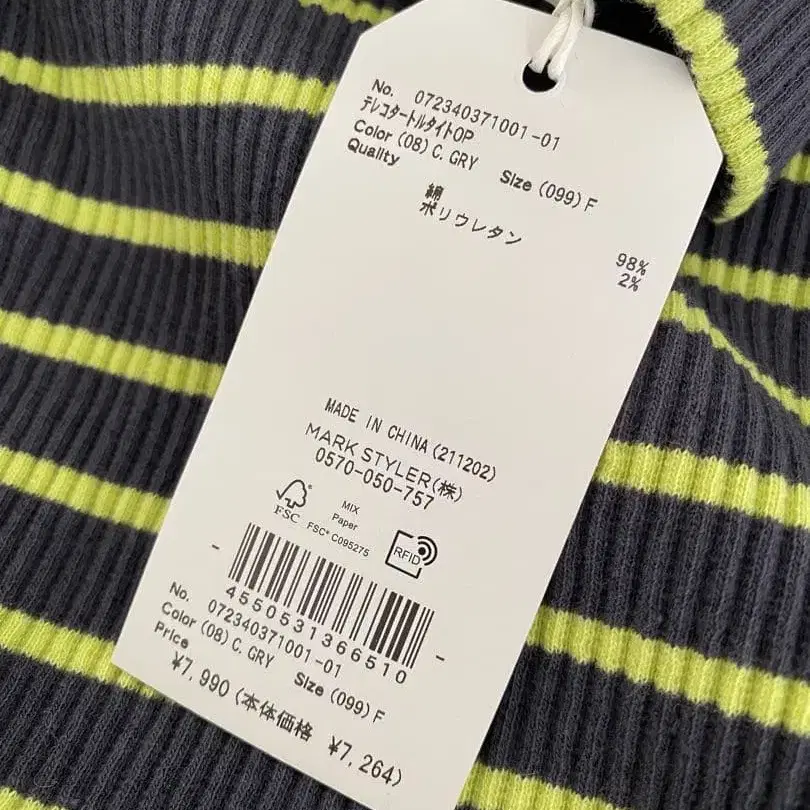 No. 072340371001-01
ﾃﾚｺﾀｰﾄﾙﾀｲﾄOP
Color (08) C. GRY Size (099) F
Quality
綿 98%
ポリウレタン 2%
MADE IN CHINA (211202)
MARK STYLER(株)
0570-050-757
FSC
MIX
Paper
FSC® C095275
RFID
4550531366510
No. 072340371001-01
Color (08) C. GRY Size (099) F
Price
¥7,990 (本体価格 ¥7,264)